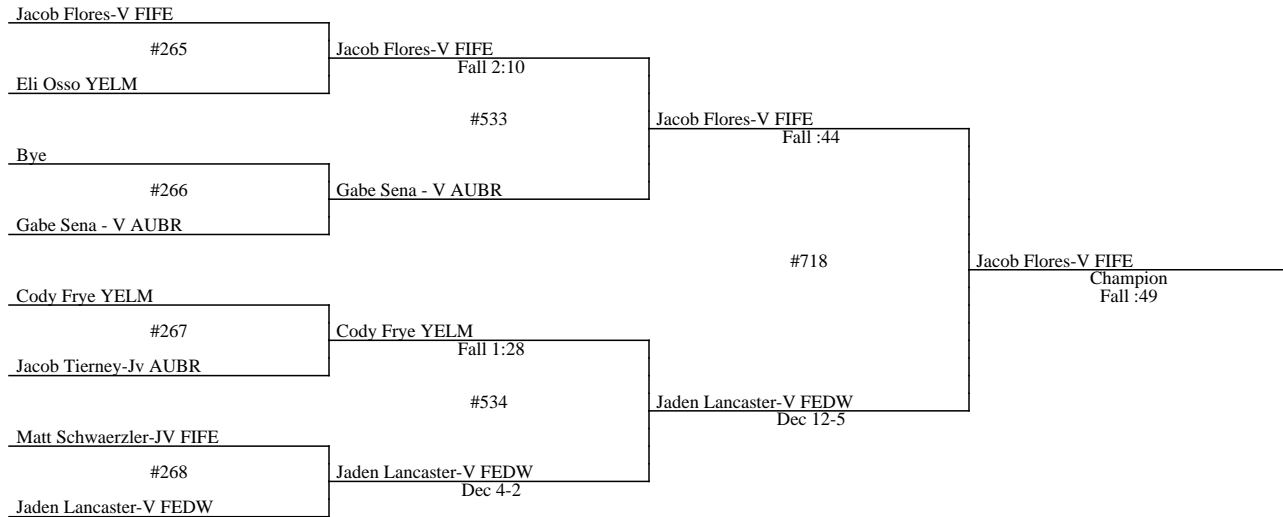 Jacob Flores-V FIFE
#265
Eli Osso YELM
Bye
#266
Gabe Sena - V AUBR
Cody Frye YELM
#267
Jacob Tierney-Jv AUBR
Matt Schwaerzler-JV FIFE
#268
Jaden Lancaster-V FEDW
Jacob Flores-V FIFE
Fall 2:10
#533
Gabe Sena - V AUBR
Cody Frye YELM
Fall 1:28
#534
Jaden Lancaster-V FEDW
Dec 4-2
Jacob Flores-V FIFE
Fall :44
#718
Jaden Lancaster-V FEDW
Dec 12-5
Jacob Flores-V FIFE
Champion
Fall :49